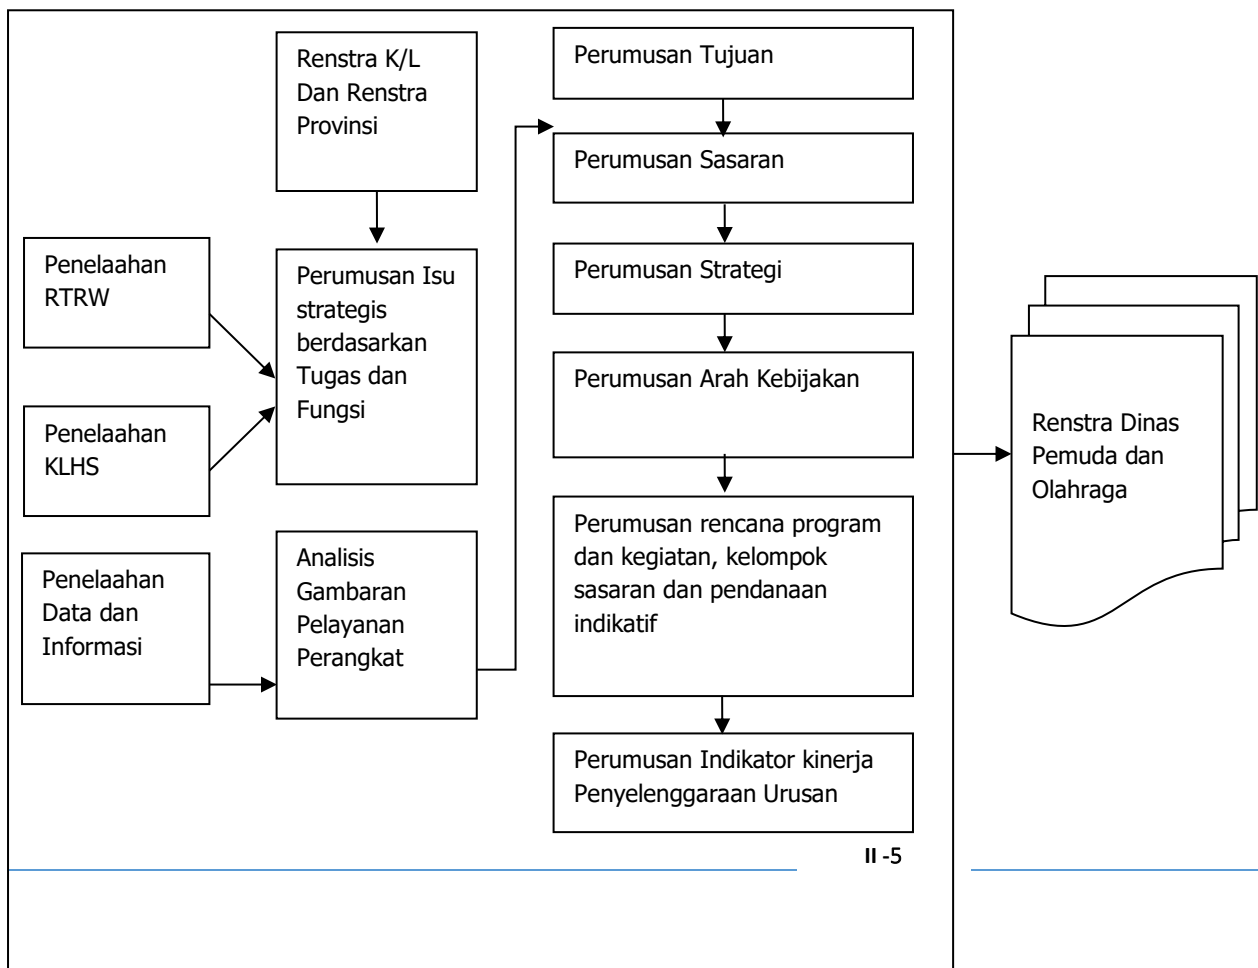 Renstra K/L
Dan Renstra
Provinsi
Penelaahan
RTRW
Perumusan Isu
strategis
berdasarkan
Tugas dan
Fungsi
Penelaahan
KLHS
Penelaahan
Data dan
Informasi
Analisis
Gambaran
Pelayanan
Perangkat
Perumusan Tujuan
Perumusan Sasaran
Perumusan Strategi
Perumusan Arah Kebijakan
Perumusan rencana program
dan kegiatan, kelompok
sasaran dan pendanaan
indikatif
Perumusan Indikator kinerja
Penyelenggaraan Urusan
Renstra Dinas
Pemuda dan
Olahraga
II -5